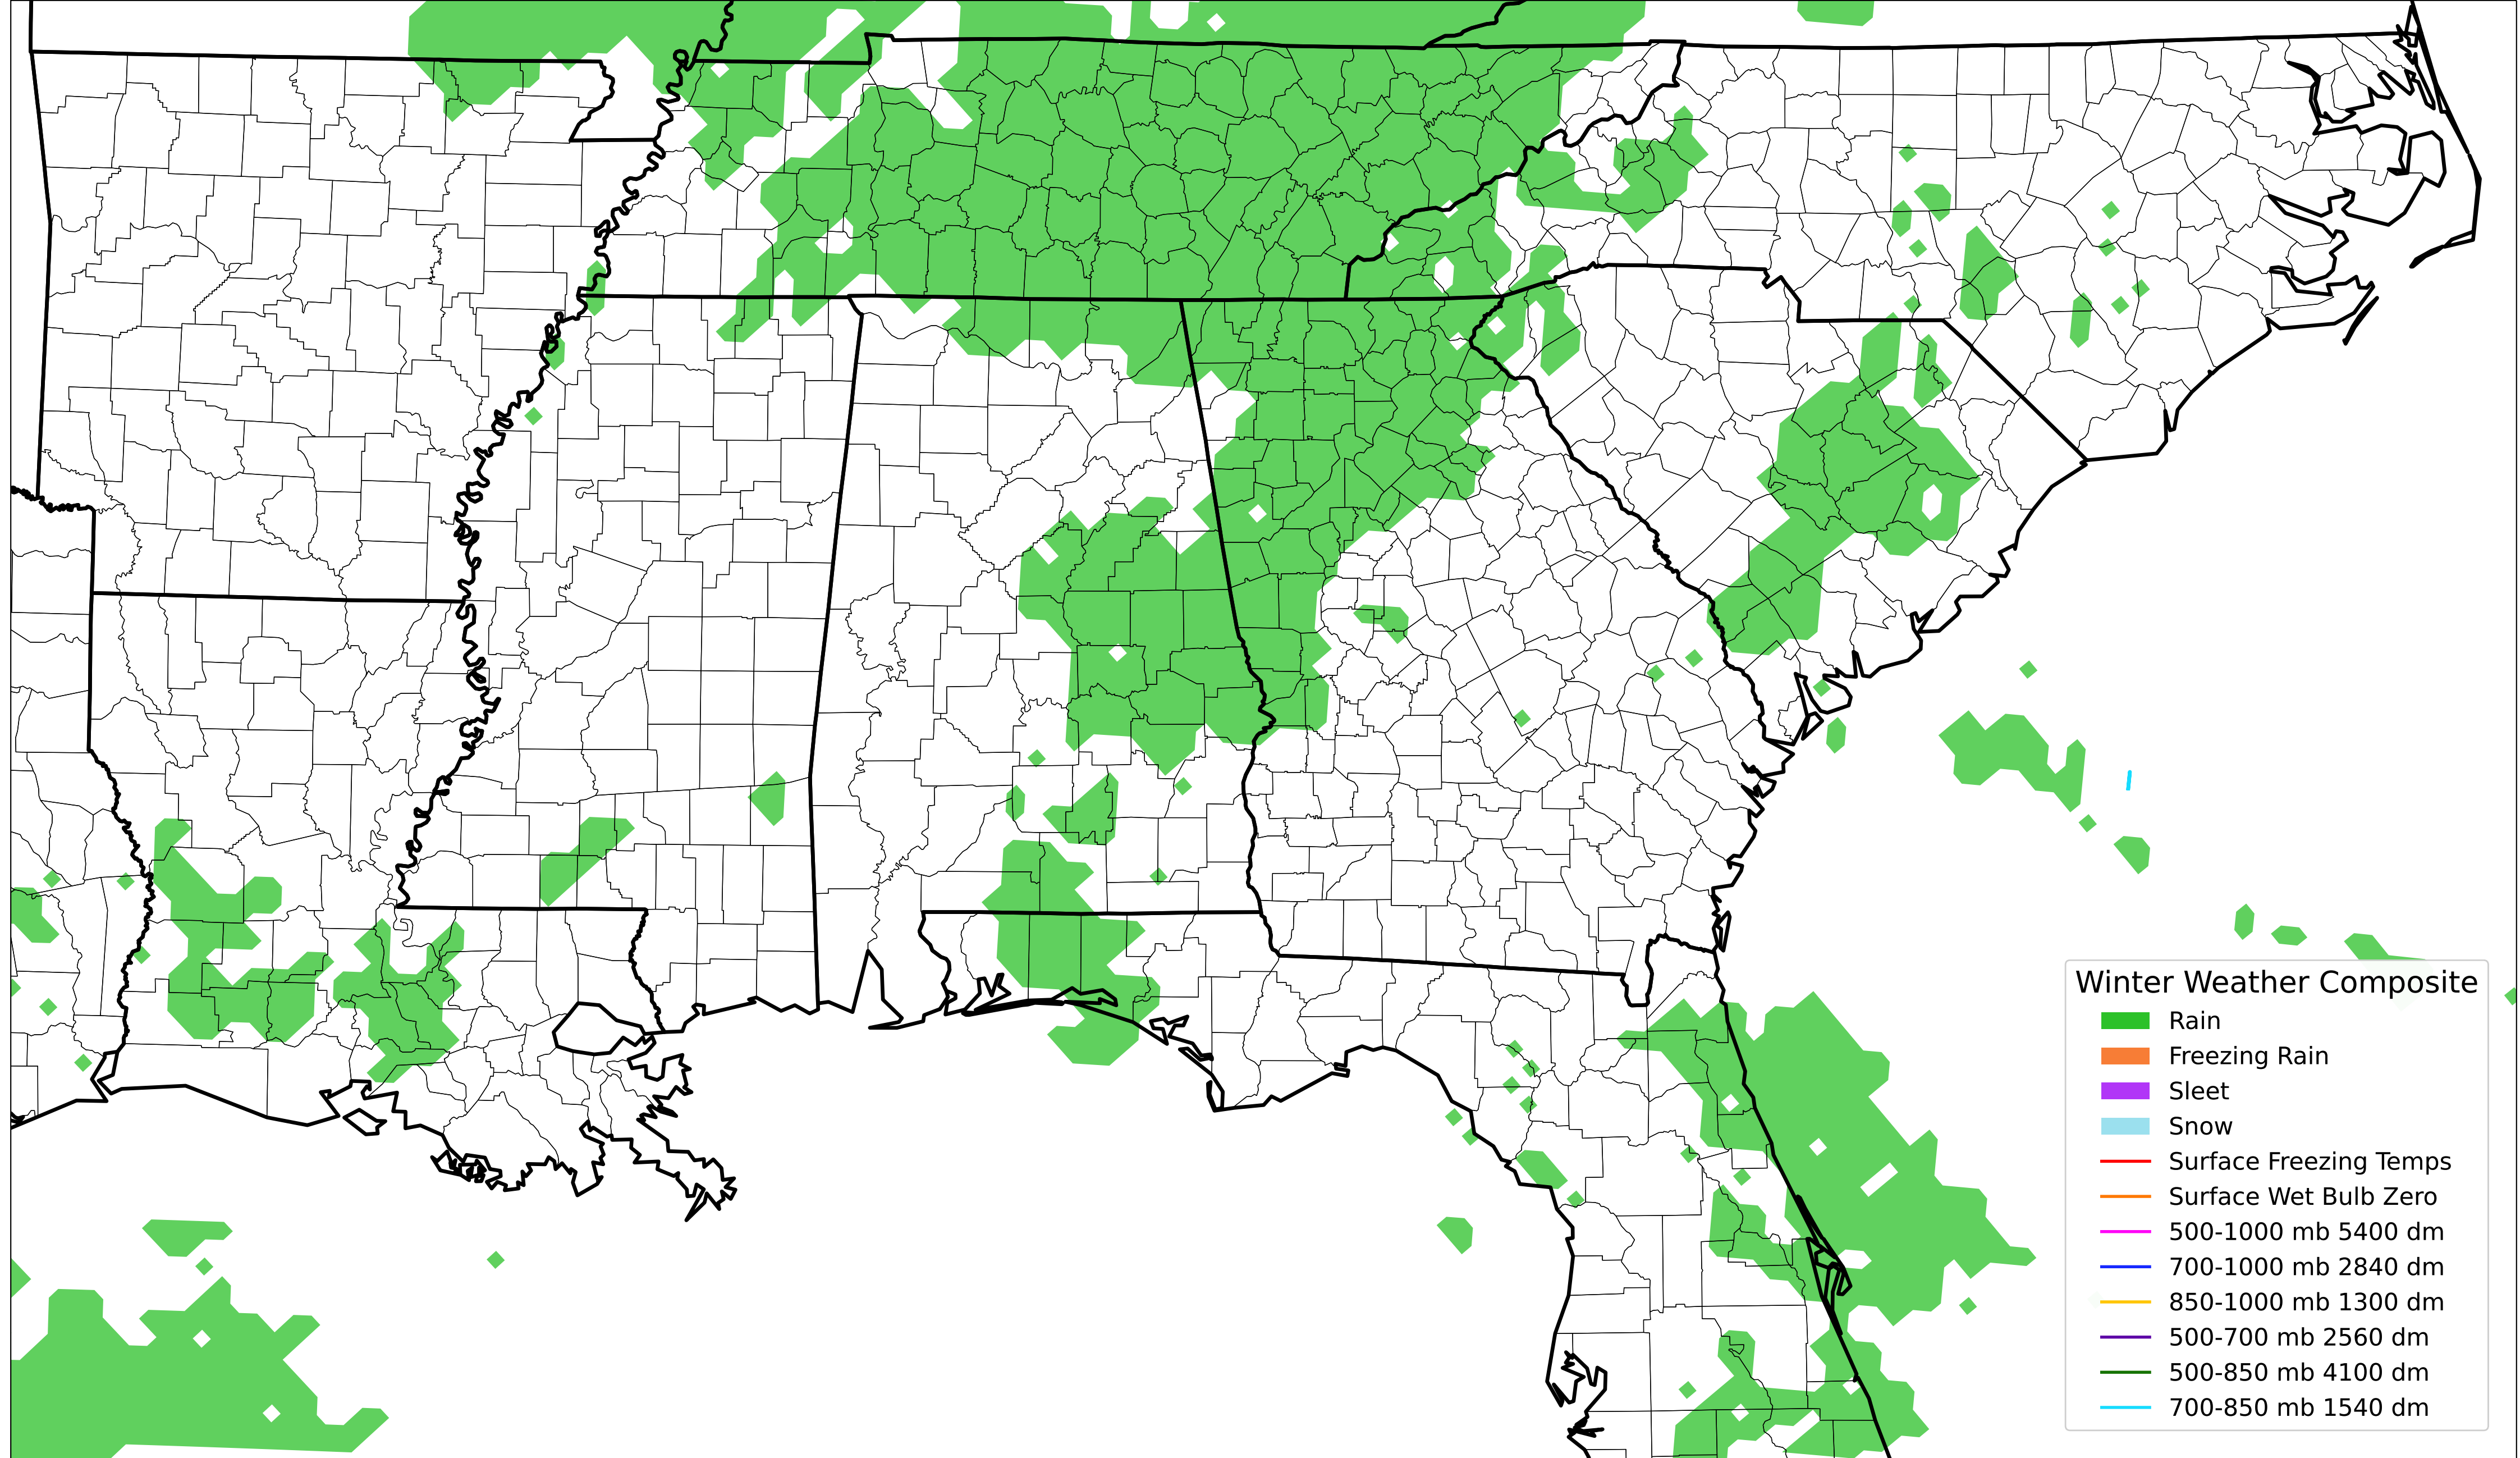 Winter Weather Composite
Rain
Freezing Rain
Sleet
Snow
Surface Freezing Temps
Surface Wet Bulb Zero
500-1000 mb 5400 dm
700-1000 mb 2840 dm
850-1000 mb 1300 dm
500-700 mb 2560 dm
500-850 mb 4100 dm
700-850 mb 1540 dm